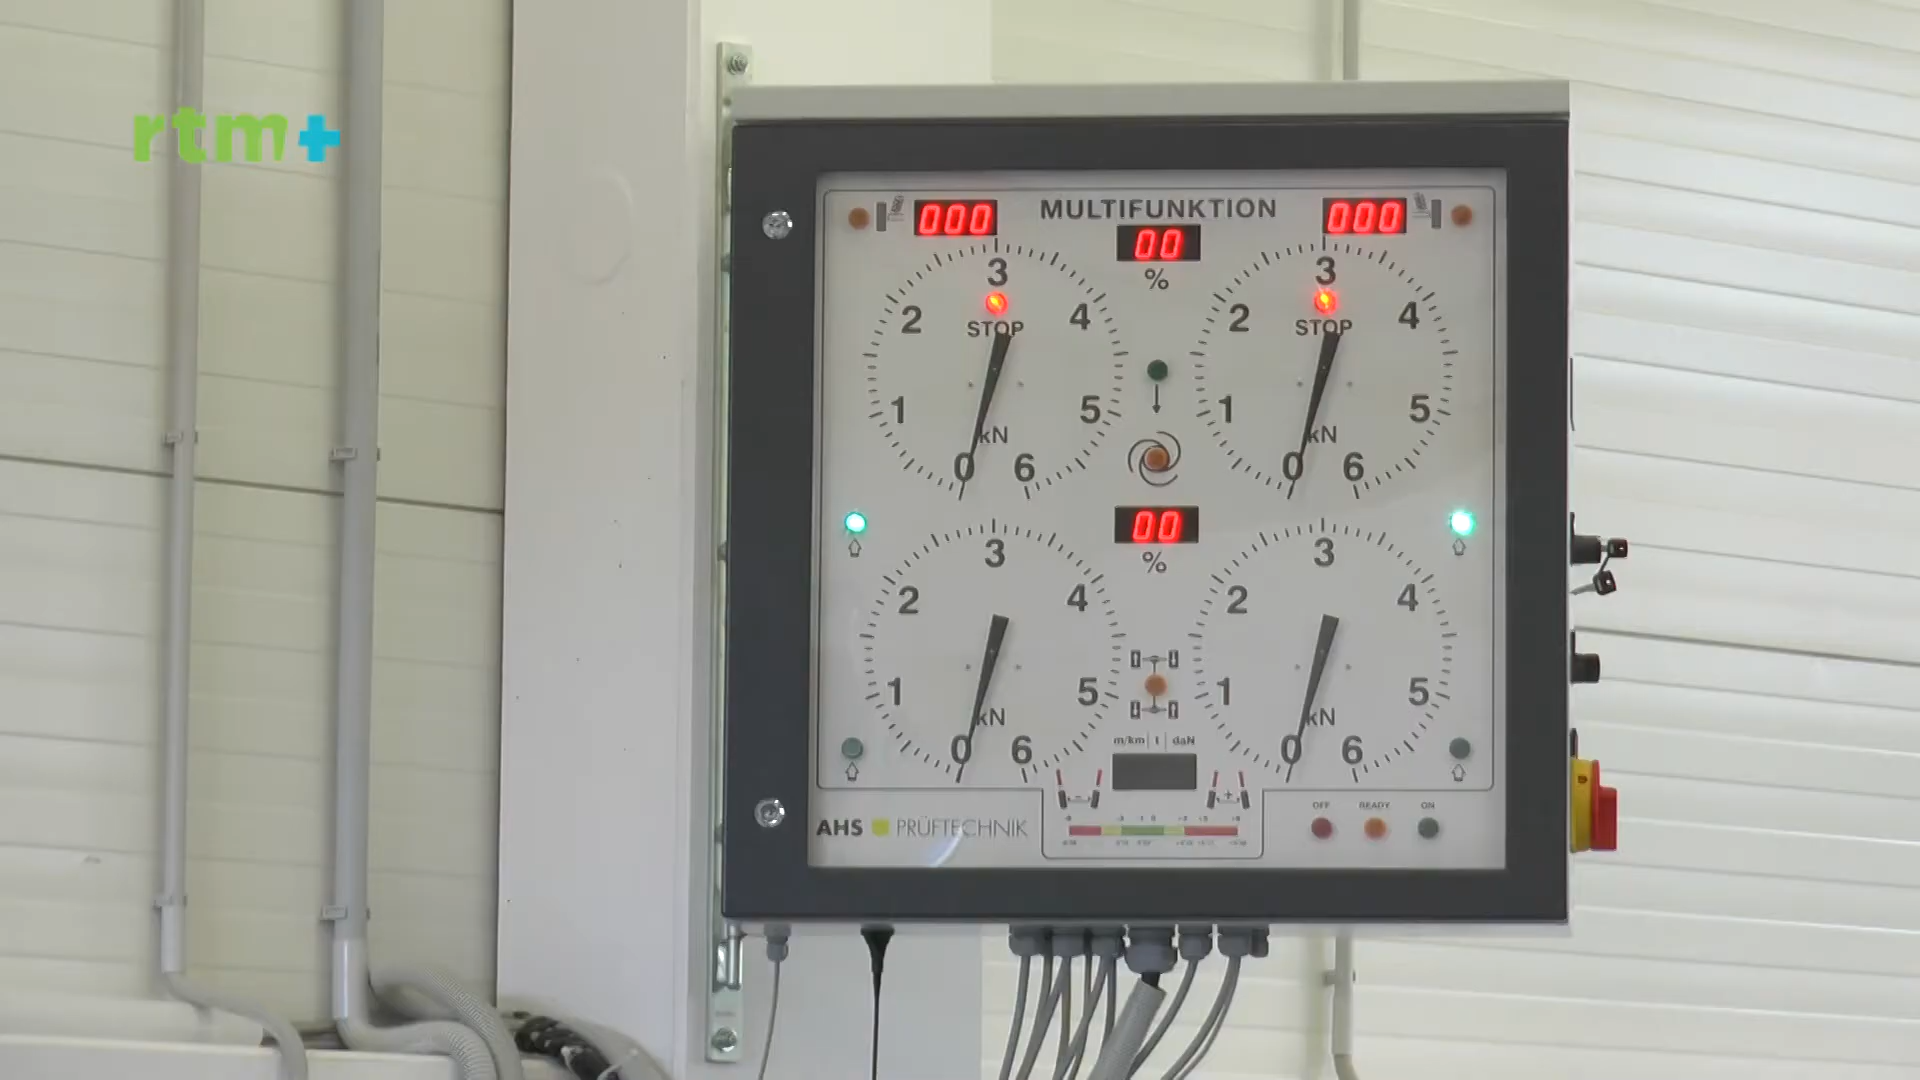 rtm+
000 MULTIFUNKTION 000
00
%
3
STOP
2 4
1 5
kN
0 6
3
STOP
2 4
1 5
kN
0 6
00
%
3
2 4
1 5
kN
0 6
3
2 4
1 5
kN
0 6
m/km t daN
- +
OFF READY ON
AHS PRÜFTECHNIK